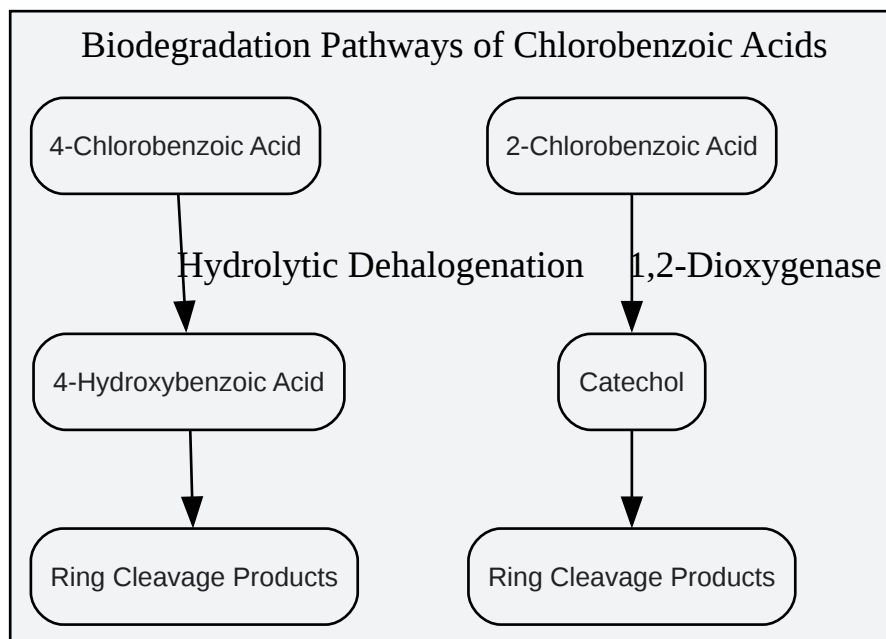 Biodegradation Pathways of Chlorobenzoic Acids
4-Chlorobenzoic Acid
2-Chlorobenzoic Acid
Hydrolytic Dehalogenation
1,2-Dioxygenase
4-Hydroxybenzoic Acid
Catechol
Ring Cleavage Products
Ring Cleavage Products